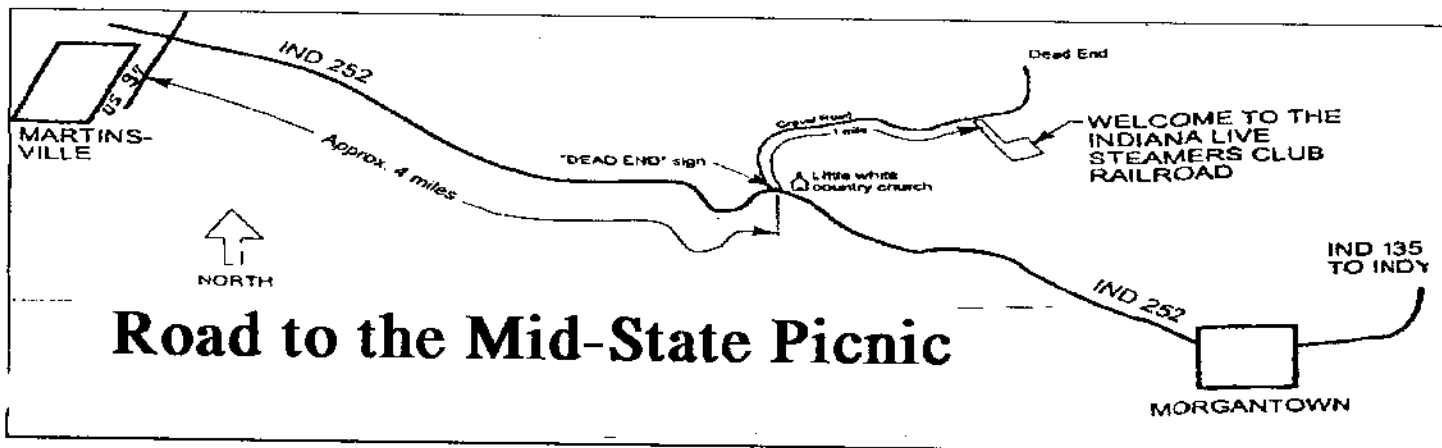 Dead End
IND 252
US 37
Gravel Road
1 mile
WELCOME TO THE
INDIANA LIVE
STEAMERS CLUB
RAILROAD
MARTINS-
VILLE
Approx. 4 miles
"DEAD END" sign
Little white
country church
IND 135
TO INDY
NORTH
IND 252
Road to the Mid-State Picnic
MORGANTOWN